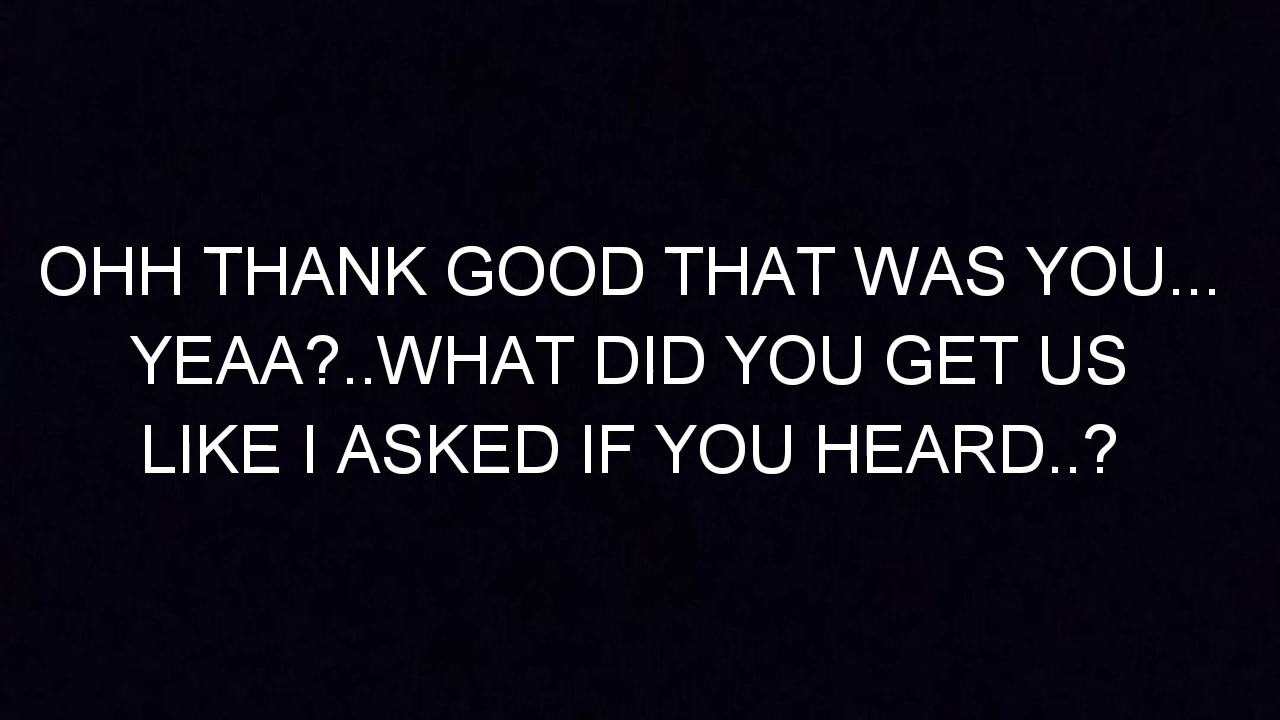 OHH THANK GOOD THAT WAS YOU...
YEAA?..WHAT DID YOU GET US
LIKE I ASKED IF YOU HEARD..?